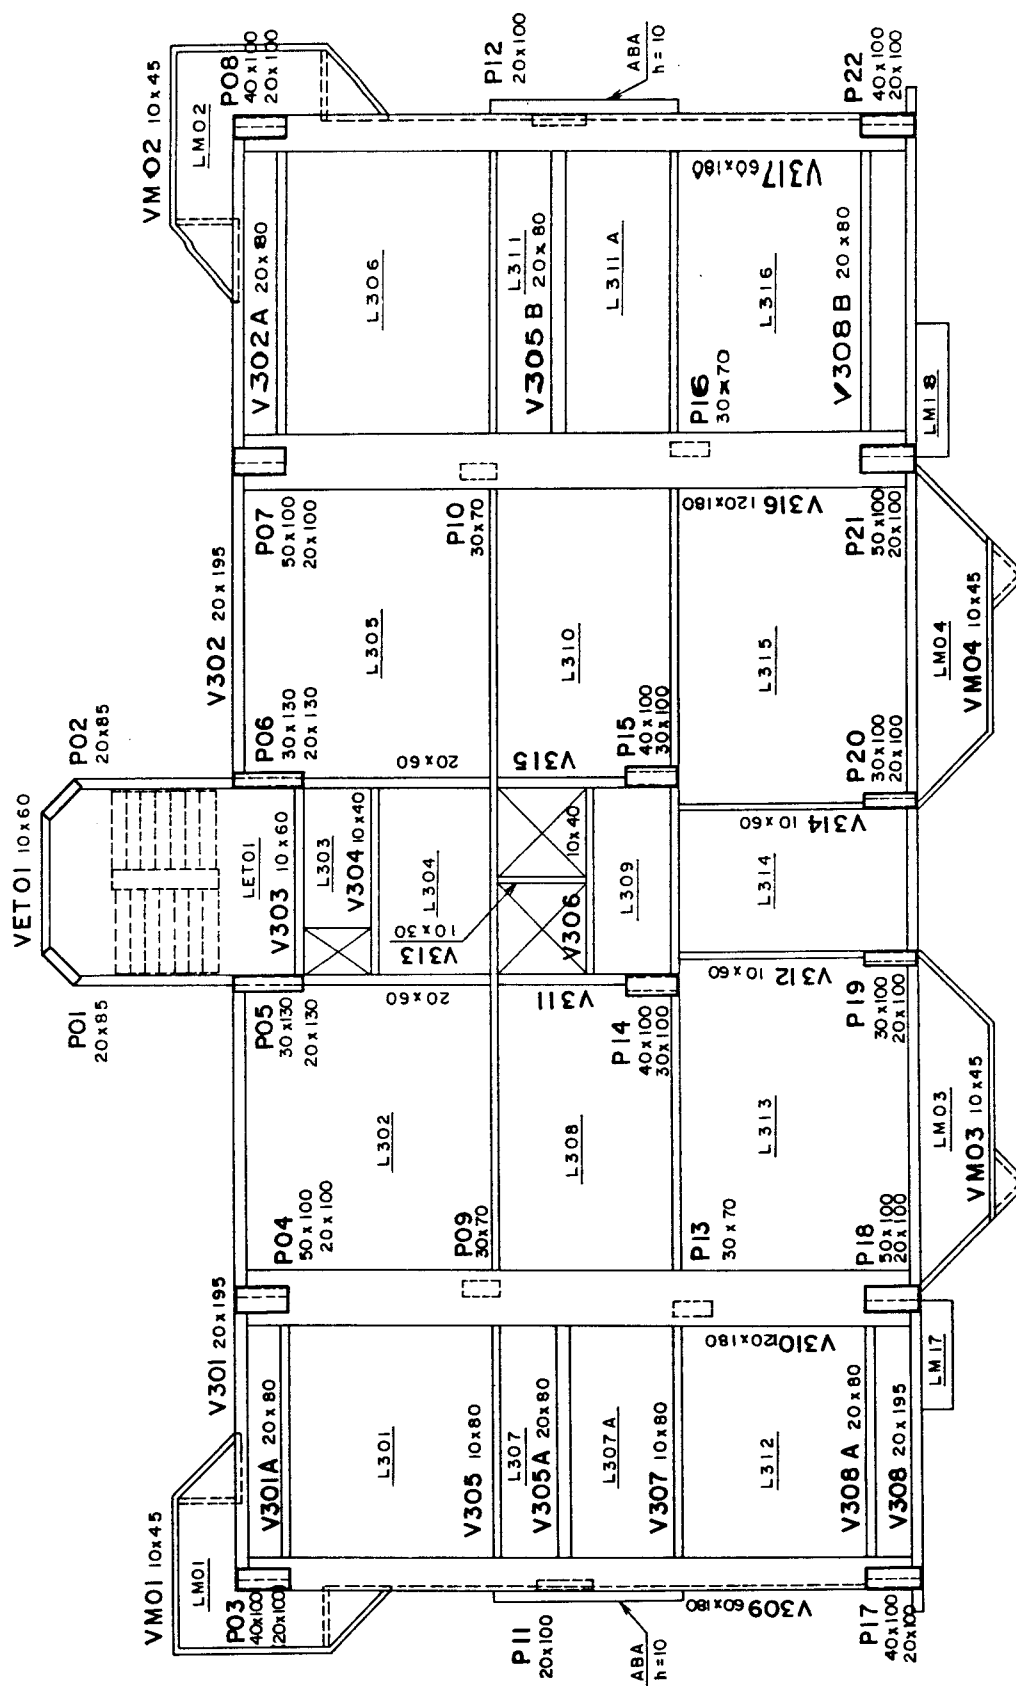 VET01 10x60
P01
20x85
P02
20x85
VM01 10x45
LM01
VM02 10x45
LM02
V301 20x195
V302 20x195
P03
40x100
20x100
P04
50x100
20x100
P05
30x130
20x130
P06
30x130
20x130
P07
50x100
20x100
P08
40x100
20x100
LET01
V303 10x60
V301A 20x80
V302A 20x80
L303
V304 10x40
L304
L301
L302
L305
L306
20x60
20x60
V313
10x30
V305 10x80
P09
30x70
P10
30x70
P11
20x100
P12
20x100
ABA
h=10
ABA
h=10
L307
V305A 20x80
L307A
V307 10x80
L308
V311
V306
10x40
L309
V315
L310
L311
V305B 20x80
L311A
P13
30x70
P14
40x100
30x100
P15
40x100
30x100
P16
30x70
V309 60x180
V310 120x180
V312 10x60
V314 10x60
V316 120x180
V317 60x180
L312
L313
L314
L315
L316
V308A 20x80
V308B 20x80
V308 20x195
P17
40x100
20x100
P18
50x100
20x100
P19
30x100
20x100
P20
30x100
20x100
P21
50x100
20x100
P22
40x100
20x100
LM17
LM03
VM03 10x45
LM04
VM04 10x45
LM18